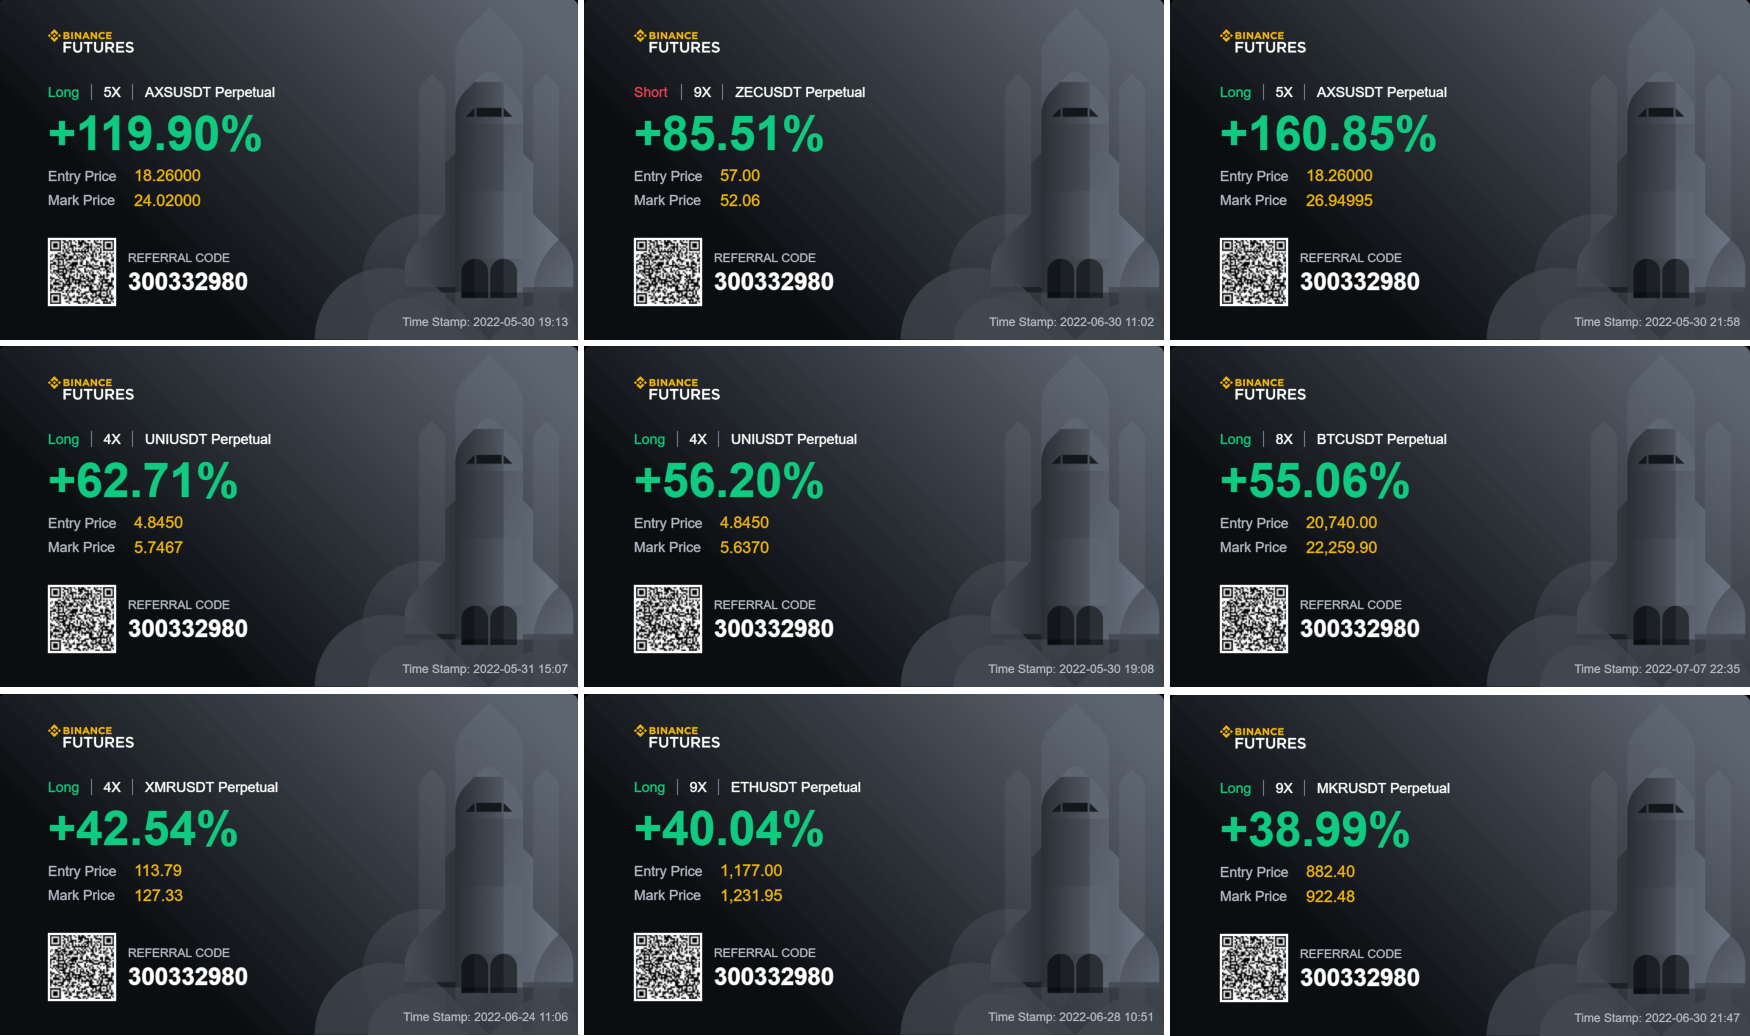 BINANCE
FUTURES
Long | 5X | AXSUSDT Perpetual
+119.90%
Entry Price 18.26000
Mark Price 24.02000
REFERRAL CODE
300332980
Time Stamp: 2022-05-30 19:13
BINANCE
FUTURES
Short | 9X | ZECUSDT Perpetual
+85.51%
Entry Price 57.00
Mark Price 52.06
REFERRAL CODE
300332980
Time Stamp: 2022-06-30 11:02
BINANCE
FUTURES
Long | 5X | AXSUSDT Perpetual
+160.85%
Entry Price 18.26000
Mark Price 26.94995
REFERRAL CODE
300332980
Time Stamp: 2022-05-30 21:58
BINANCE
FUTURES
Long | 4X | UNIUSDT Perpetual
+62.71%
Entry Price 4.8450
Mark Price 5.7467
REFERRAL CODE
300332980
Time Stamp: 2022-05-31 15:07
BINANCE
FUTURES
Long | 4X | UNIUSDT Perpetual
+56.20%
Entry Price 4.8450
Mark Price 5.6370
REFERRAL CODE
300332980
Time Stamp: 2022-05-30 19:08
BINANCE
FUTURES
Long | 8X | BTCUSDT Perpetual
+55.06%
Entry Price 20,740.00
Mark Price 22,259.90
REFERRAL CODE
300332980
Time Stamp: 2022-07-07 22:35
BINANCE
FUTURES
Long | 4X | XMRUSDT Perpetual
+42.54%
Entry Price 113.79
Mark Price 127.33
REFERRAL CODE
300332980
Time Stamp: 2022-06-24 11:06
BINANCE
FUTURES
Long | 9X | ETHUSDT Perpetual
+40.04%
Entry Price 1,177.00
Mark Price 1,231.95
REFERRAL CODE
300332980
Time Stamp: 2022-06-28 10:51
BINANCE
FUTURES
Long | 9X | MKRUSDT Perpetual
+38.99%
Entry Price 882.40
Mark Price 922.48
REFERRAL CODE
300332980
Time Stamp: 2022-06-30 21:47